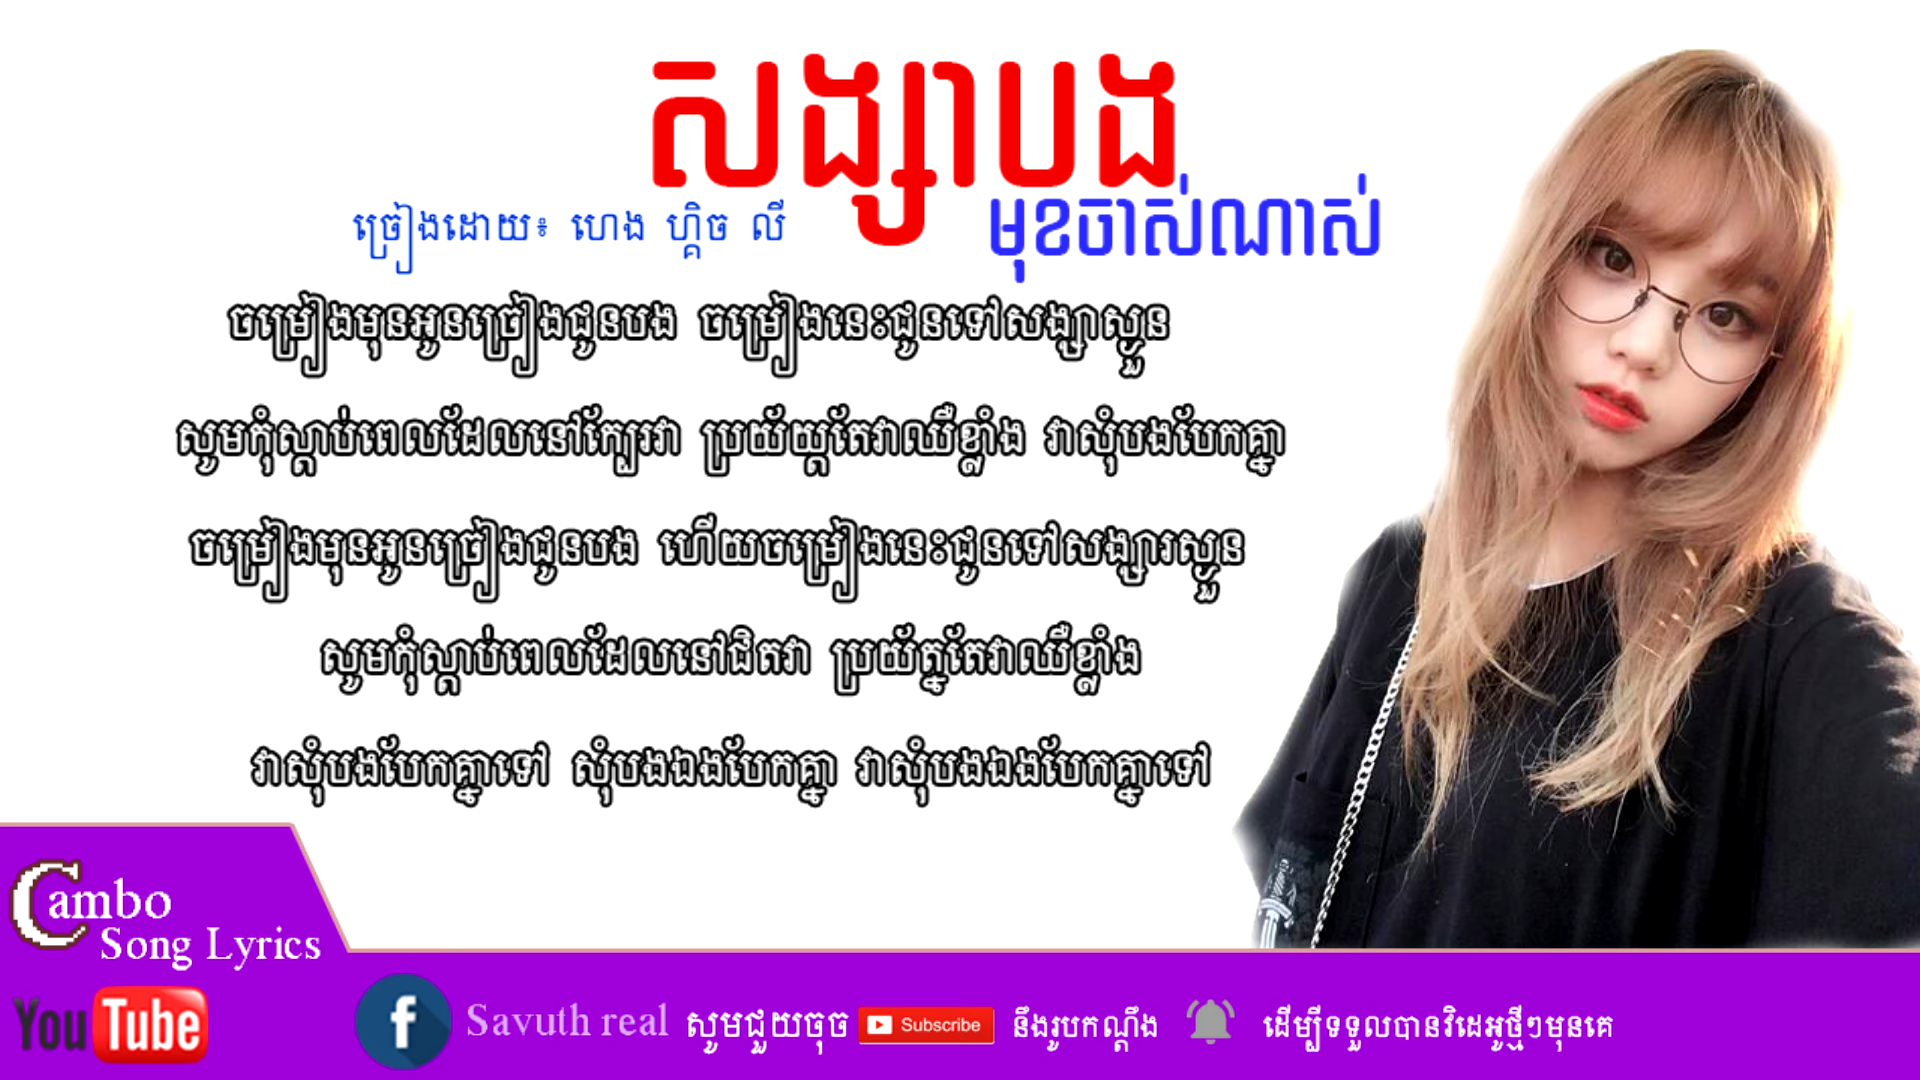 សង្សាបង
មុខចាស់ណាស់
ច្រៀងដោយ៖ ហេង ហ្គិច លី
ចម្រៀងមុនអូនច្រៀងជូនបង ចម្រៀងនេះជូនទៅសង្សាស្ងួន
សូមកុំស្ដាប់ពេលដែលនៅក្បែរវា ប្រយ័យ្តតែវាឈឺខ្លាំង វាសុំបងបែកគ្នា
ចម្រៀងមុនអូនច្រៀងជូនបង ហើយចម្រៀងនេះជូនទៅសង្សារស្ងួន
សូមកុំស្ដាប់ពេលដែលនៅជិតវា ប្រយ័ត្នតែវាឈឺខ្លាំង
វាសុំបងបែកគ្នាទៅ សុំបងឯងបែកគ្នា វាសុំបងឯងបែកគ្នាទៅ
Cambo
Song Lyrics
YouTube
f Savuth real សូមជួយចុច Subscribe នឹងរូបកណ្ដឹង ដើម្បីទទួលបានវិដេអូថ្មីៗមុនគេ